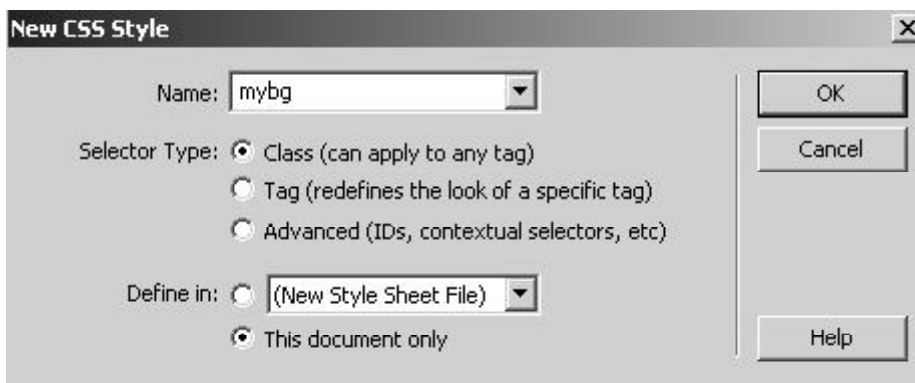 New CSS Style
Name: mybg
OK
Selector Type: Class (can apply to any tag)
Cancel
Tag (redefines the look of a specific tag)
Advanced (IDs, contextual selectors, etc)
Define in: (New Style Sheet File)
This document only
Help